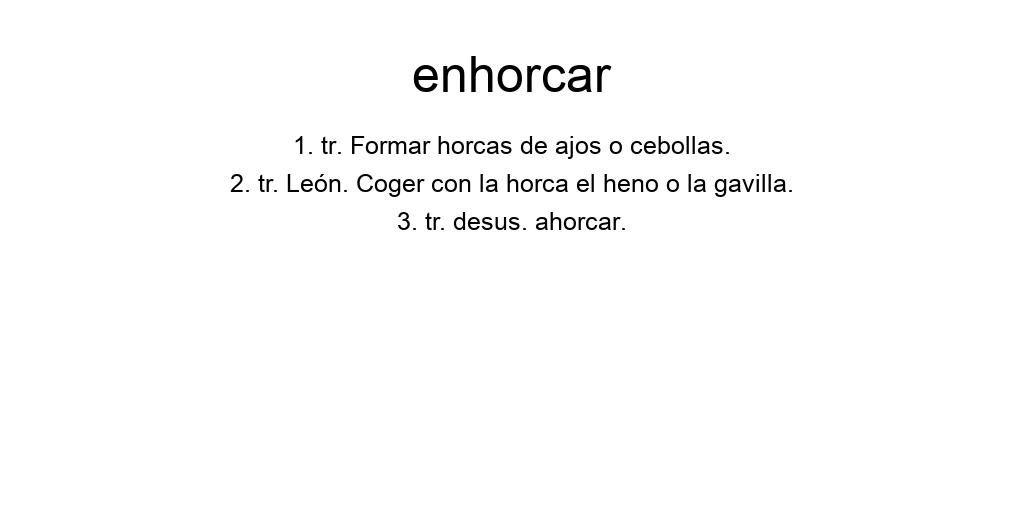 enhorcar
1. tr. Formar horcas de ajos o cebollas.
2. tr. León. Coger con la horca el heno o la gavilla.
3. tr. desus. ahorcar.